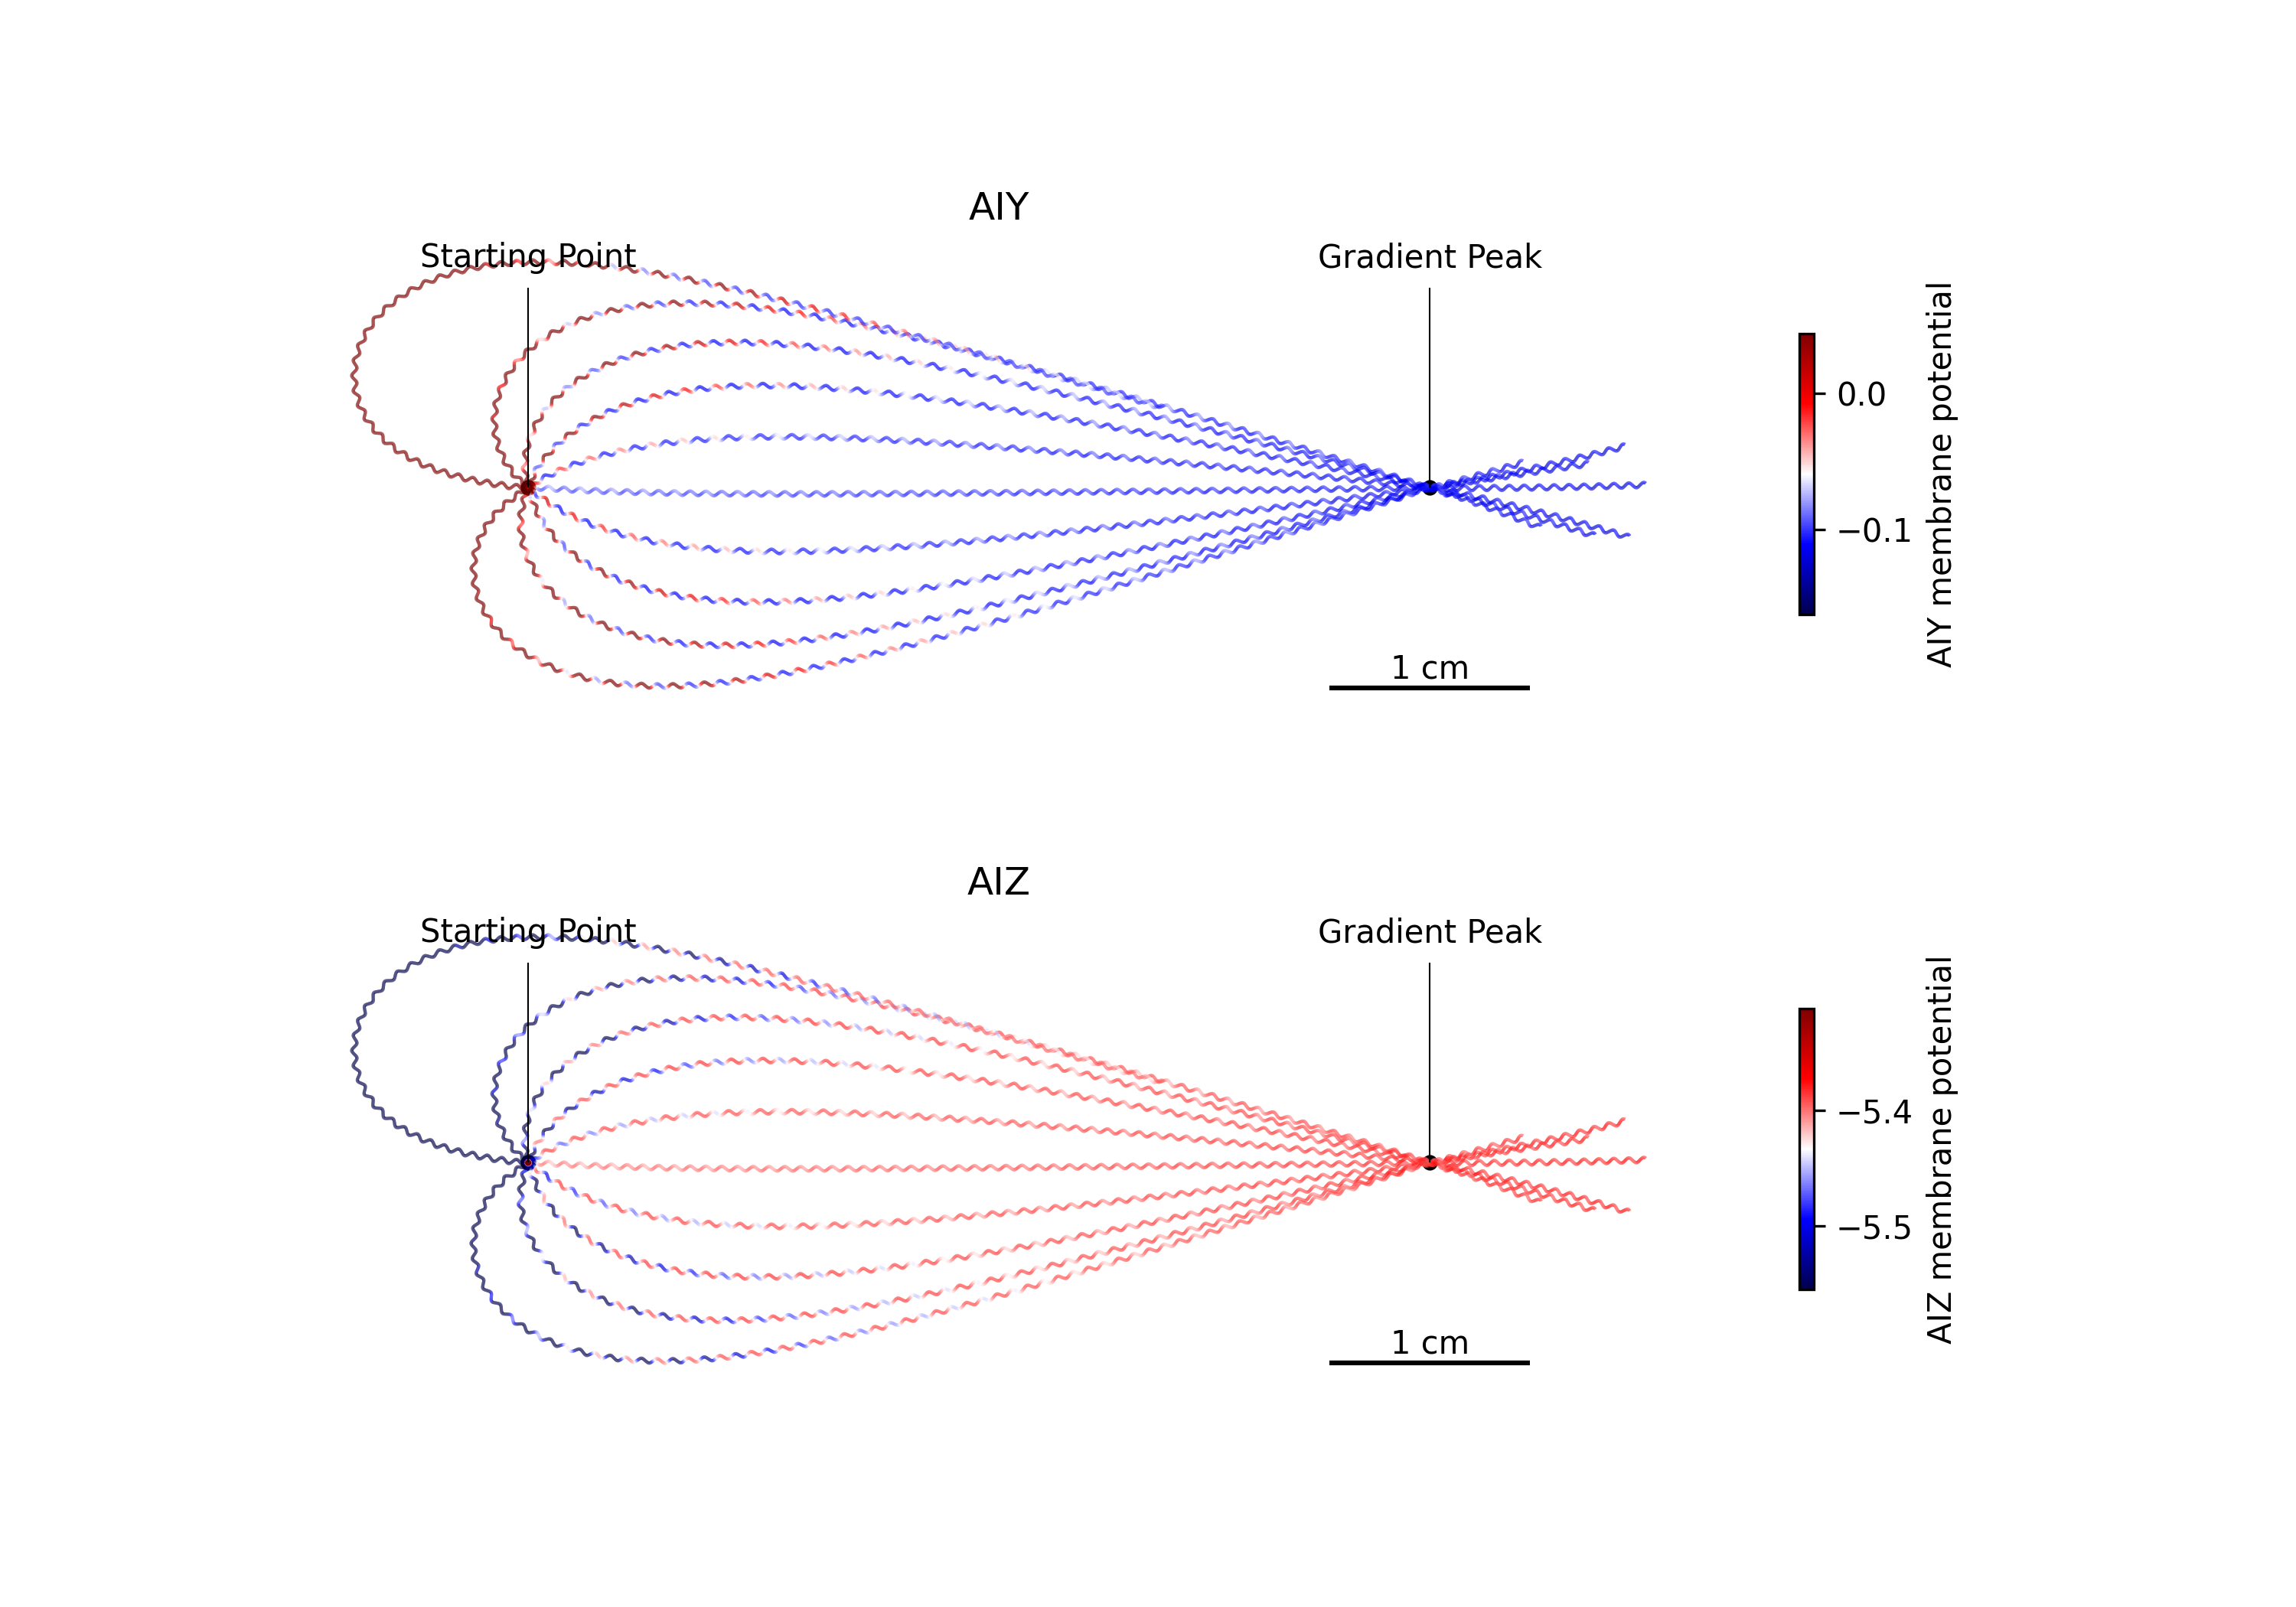 AIY
Starting Point
Gradient Peak
0.0
−0.1
AIY membrane potential
1 cm
AIZ
Starting Point
Gradient Peak
−5.4
−5.5
AIZ membrane potential
1 cm